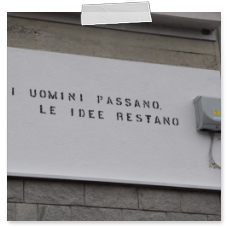 I UOMINI PASSANO,
LE IDEE RESTANO